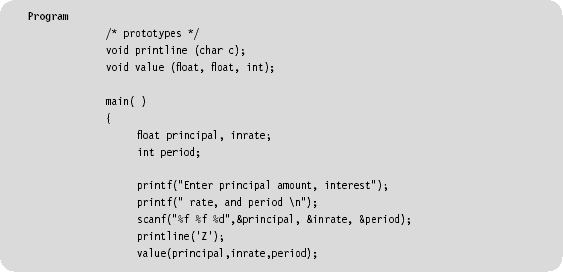 Program
/* prototypes */
void printline (char c);
void value (float, float, int);
main( )
{
float principal, inrate;
int period;
printf("Enter principal amount, interest");
printf(" rate, and period \n");
scanf("%f %f %d",&principal, &inrate, &period);
printline('Z');
value(principal,inrate,period);